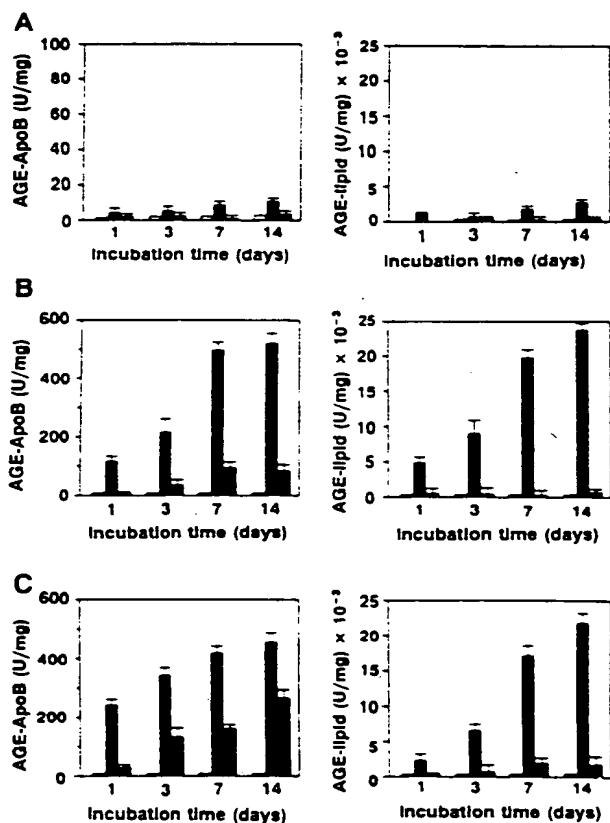 A
AGE-ApoB (U/mg)
100
80
60
40
20
0
1 3 7 14
Incubation time (days)
AGE-lipid (U/mg) × 10⁻³
25
20
15
10
5
0
1 3 7 14
Incubation time (days)
B
AGE-ApoB (U/mg)
600
400
200
0
1 3 7 14
Incubation time (days)
AGE-lipid (U/mg) × 10⁻³
25
20
15
10
5
0
1 3 7 14
Incubation time (days)
C
AGE-ApoB (U/mg)
600
400
200
0
1 3 7 14
Incubation time (days)
AGE-lipid (U/mg) × 10⁻³
25
20
15
10
5
0
1 3 7 14
Incubation time (days)